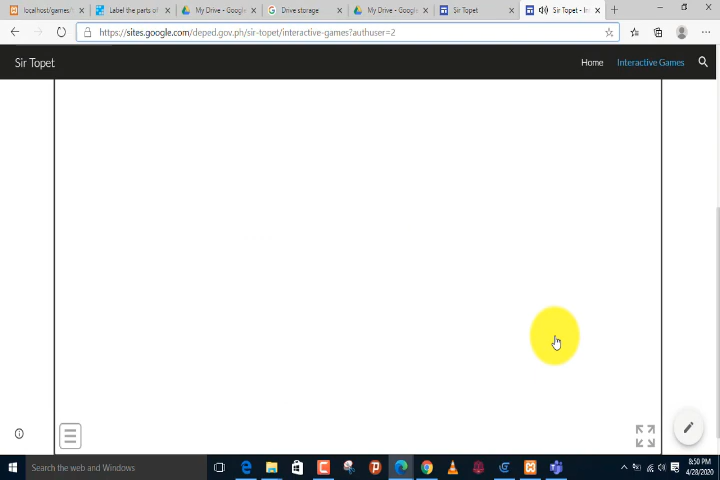 localhost/games/
Label the parts of
My Drive - Google
Drive storage
My Drive - Google
Sir Topet
Sir Topet - In
https://sites.google.com/deped.gov.ph/sir-topet/interactive-games?authuser=2
Sir Topet
Home
Interactive Games
Search the web and Windows
8:50 PM
4/28/2020